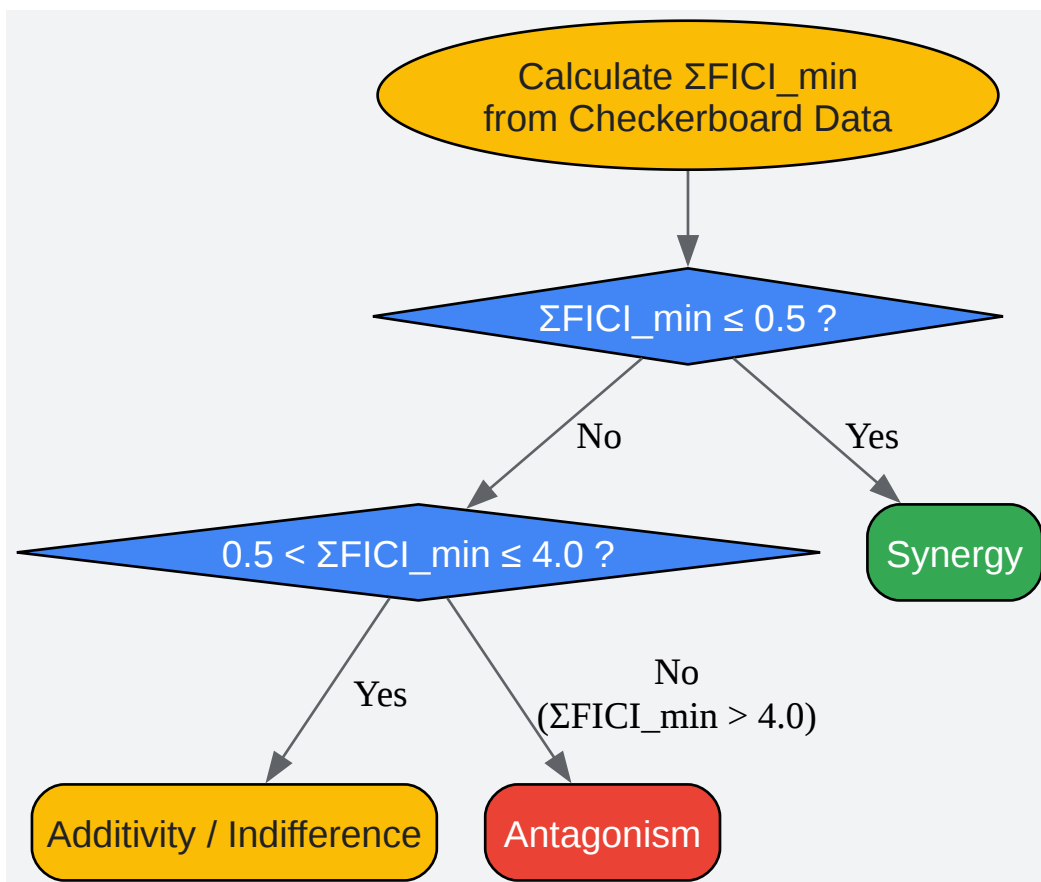 Calculate ΣFICI_min
from Checkerboard Data
ΣFICI_min ≤ 0.5 ?
No
Yes
0.5 < ΣFICI_min ≤ 4.0 ?
Synergy
Yes
No
(ΣFICI_min > 4.0)
Additivity / Indifference
Antagonism